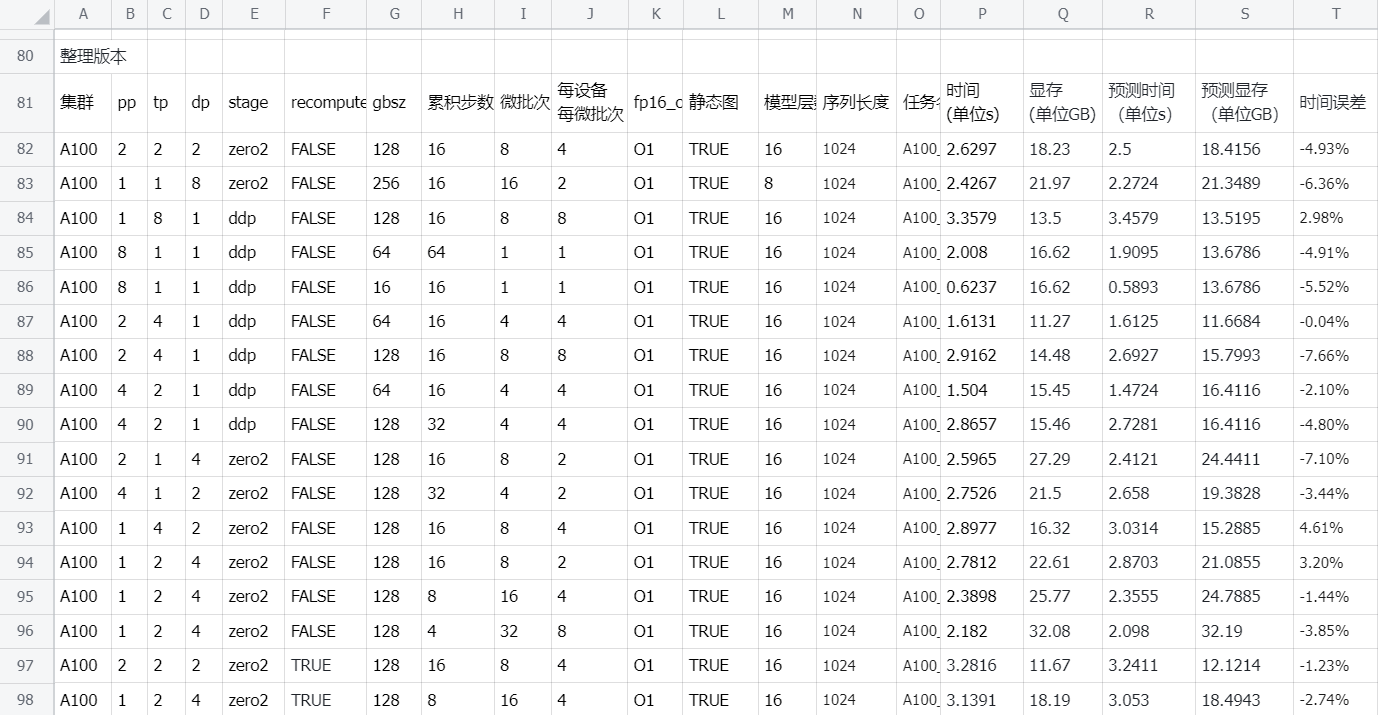 A B C D E F G H I J K L M N O P Q R S T
80 整理版本
81 集群 pp tp dp stage recompute gbsz 累积步数 微批次 每设备 每微批次 fp16_o 静态图 模型层 序列长度 任务 时间 (单位s) 显存 (单位GB) 预测时间 （单位s） 预测显存 （单位GB） 时间误差
82 A100 2 2 2 zero2 FALSE 128 16 8 4 O1 TRUE 16 1024 A100_ 2.6297 18.23 2.5 18.4156 -4.93%
83 A100 1 1 8 zero2 FALSE 256 16 16 2 O1 TRUE 8 1024 A100_ 2.4267 21.97 2.2724 21.3489 -6.36%
84 A100 1 8 1 ddp FALSE 128 16 8 8 O1 TRUE 16 1024 A100_ 3.3579 13.5 3.4579 13.5195 2.98%
85 A100 8 1 1 ddp FALSE 64 64 1 1 O1 TRUE 16 1024 A100_ 2.008 16.62 1.9095 13.6786 -4.91%
86 A100 8 1 1 ddp FALSE 16 16 1 1 O1 TRUE 16 1024 A100_ 0.6237 16.62 0.5893 13.6786 -5.52%
87 A100 2 4 1 ddp FALSE 64 16 4 4 O1 TRUE 16 1024 A100_ 1.6131 11.27 1.6125 11.6684 -0.04%
88 A100 2 4 1 ddp FALSE 128 16 8 8 O1 TRUE 16 1024 A100_ 2.9162 14.48 2.6927 15.7993 -7.66%
89 A100 4 2 1 ddp FALSE 64 16 4 4 O1 TRUE 16 1024 A100_ 1.504 15.45 1.4724 16.4116 -2.10%
90 A100 4 2 1 ddp FALSE 128 32 4 4 O1 TRUE 16 1024 A100_ 2.8657 15.46 2.7281 16.4116 -4.80%
91 A100 2 1 4 zero2 FALSE 128 16 8 2 O1 TRUE 16 1024 A100_ 2.5965 27.29 2.4121 24.4411 -7.10%
92 A100 4 1 2 zero2 FALSE 128 32 4 2 O1 TRUE 16 1024 A100_ 2.7526 21.5 2.658 19.3828 -3.44%
93 A100 1 4 2 zero2 FALSE 128 16 8 4 O1 TRUE 16 1024 A100_ 2.8977 16.32 3.0314 15.2885 4.61%
94 A100 1 2 4 zero2 FALSE 128 16 8 2 O1 TRUE 16 1024 A100_ 2.7812 22.61 2.8703 21.0855 3.20%
95 A100 1 2 4 zero2 FALSE 128 8 16 4 O1 TRUE 16 1024 A100_ 2.3898 25.77 2.3555 24.7885 -1.44%
96 A100 1 2 4 zero2 FALSE 128 4 32 8 O1 TRUE 16 1024 A100_ 2.182 32.08 2.098 32.19 -3.85%
97 A100 2 2 2 zero2 TRUE 128 16 8 4 O1 TRUE 16 1024 A100_ 3.2816 11.67 3.2411 12.1214 -1.23%
98 A100 1 2 4 zero2 TRUE 128 8 16 4 O1 TRUE 16 1024 A100_ 3.1391 18.19 3.053 18.4943 -2.74%